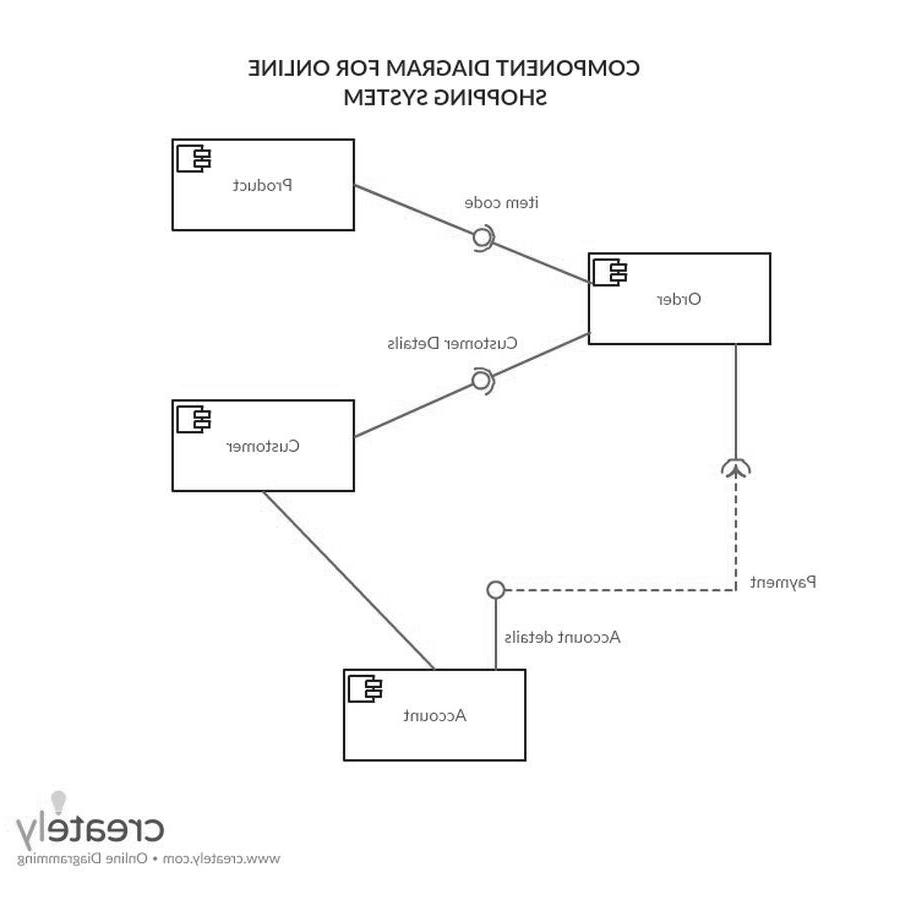 COMPONENT DIAGRAM FOR ONLINE
SHOPPING SYSTEM
Product
item code
Order
Customer Details
Customer
Payment
Account details
Account
creately
www.creately.com • Online Diagramming